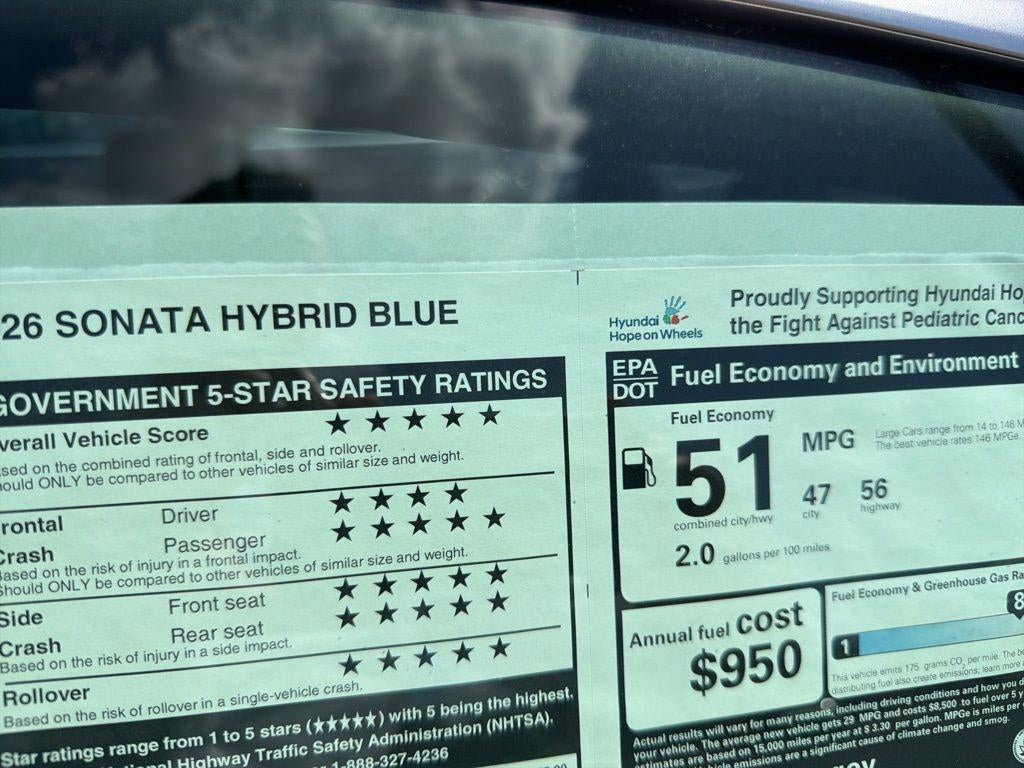 26 SONATA HYBRID BLUE
GOVERNMENT 5-STAR SAFETY RATINGS
Overall Vehicle Score ★★★★★
Based on the combined rating of frontal, side and rollover.
Should ONLY be compared to other vehicles of similar size and weight.
Frontal Driver ★★★★
Crash Passenger ★★★★★
Based on the risk of injury in a frontal impact.
Should ONLY be compared to other vehicles of similar size and weight.
Side Front seat ★★★★★
Crash Rear seat ★★★★★
Based on the risk of injury in a side impact.
Rollover ★★★★★
Based on the risk of rollover in a single-vehicle crash.
Star ratings range from 1 to 5 stars (★★★★★) with 5 being the highest.
Highway Traffic Safety Administration (NHTSA).
1-888-327-4236
Hyundai
Hope on Wheels
Proudly Supporting Hyundai Ho
the Fight Against Pediatric Canc
EPA
DOT
Fuel Economy and Environment
Fuel Economy
51 MPG
Large Cars range from 14 to 146 M
The best vehicle rates 146 MPGe.
47 56
city highway
combined city/hwy
2.0 gallons per 100 miles
Annual fuel cost
$950
Fuel Economy & Greenhouse Gas Ra
1 8
This vehicle emits 175 grams CO₂ per mile. The be
distributing fuel also create emissions; learn more
Actual results will vary for many reasons, including driving conditions and how you d
your vehicle. The average new vehicle gets 29 MPG and costs $8,500 to fuel over 5 y
estimates are based on 15,000 miles per year at $ 3.30 per gallon. MPGe is miles per
emissions are a significant cause of climate change and smog.
.gov